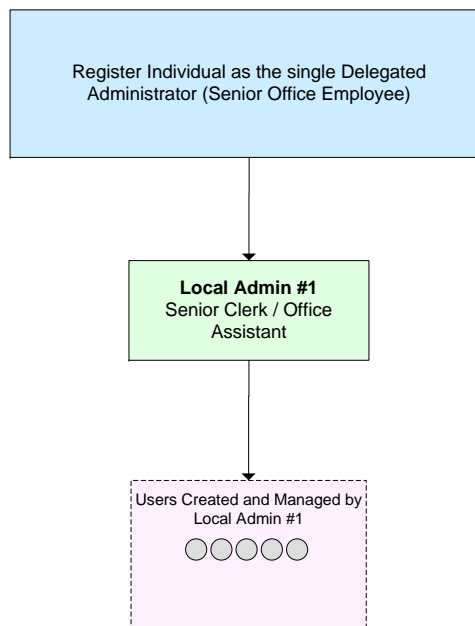 Register Individual as the single Delegated
Administrator (Senior Office Employee)
Local Admin #1
Senior Clerk / Office
Assistant
Users Created and Managed by
Local Admin #1